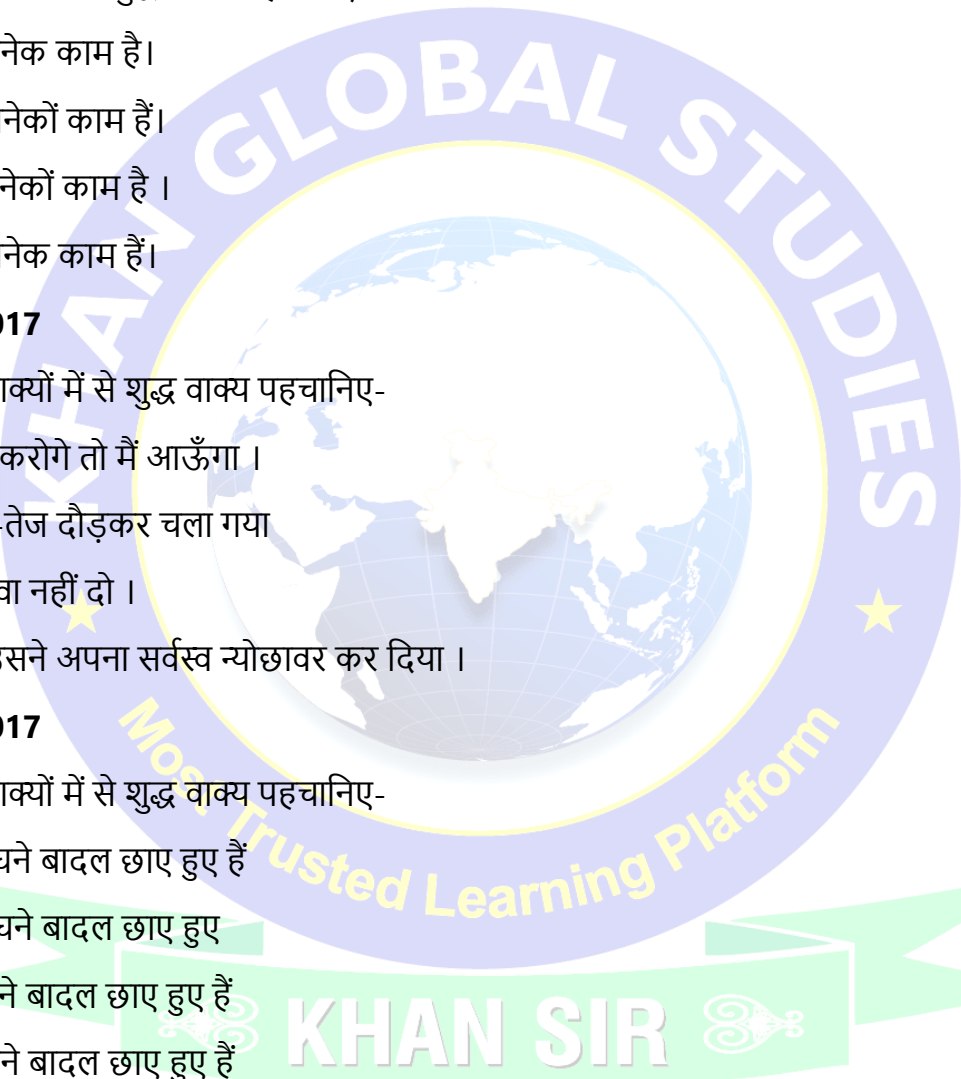 नेक काम है।
नेकों काम हैं।
नेकों काम है ।
नेक काम हैं।
017
क्यों में से शुद्ध वाक्य पहचानिए-
करोगे तो मैं आऊँगा ।
-तेज दौड़कर चला गया
वा नहीं दो ।
उसने अपना सर्वस्व न्योछावर कर दिया ।
017
क्यों में से शुद्ध वाक्य पहचानिए-
घने बादल छाए हुए हैं
घने बादल छाए हुए
ने बादल छाए हुए हैं
ने बादल छाए हुए हैं
KHAN GLOBAL STUDIES
Most Trusted Learning Platform
KHAN SIR